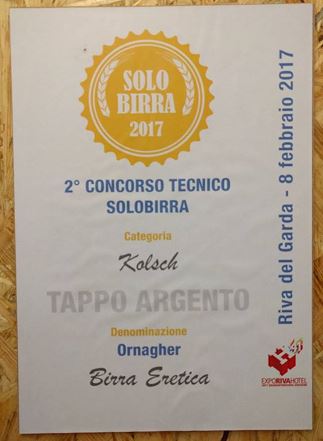 SOLO
BIRRA
2017
2° CONCORSO TECNICO
SOLOBIRRA
Categoria
Kolsch
TAPPO ARGENTO
Denominazione
Ornagher
Birra Eretica
Riva del Garda - 8 febbraio 2017
EXPORIVAHOTEL